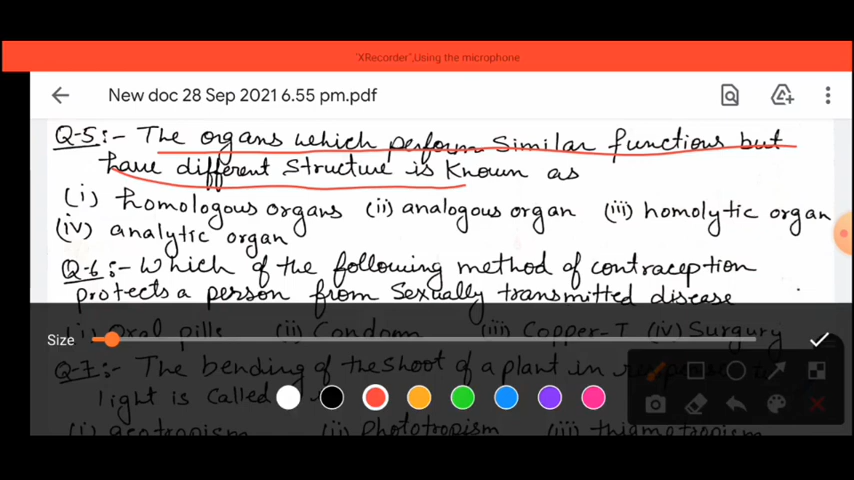 "XRecorder",Using the microphone
New doc 28 Sep 2021 6.55 pm.pdf
Q-5:- The organs which perform Similar functions but
have different Structure is Known as
(i) homologous organs (ii) analogous organ (iii) homolytic organ
(iv) analytic organ
Q-6:- Which of the following method of contraception
protects a person from Sexually transmitted disease
(i) Oral pills (ii) Condom (iii) Copper-T (iv) Surgury
Size
Q-7:- The bending of the Shoot of a plant in
light is Called
(i) geotropism (ii) Phototropism (iii)